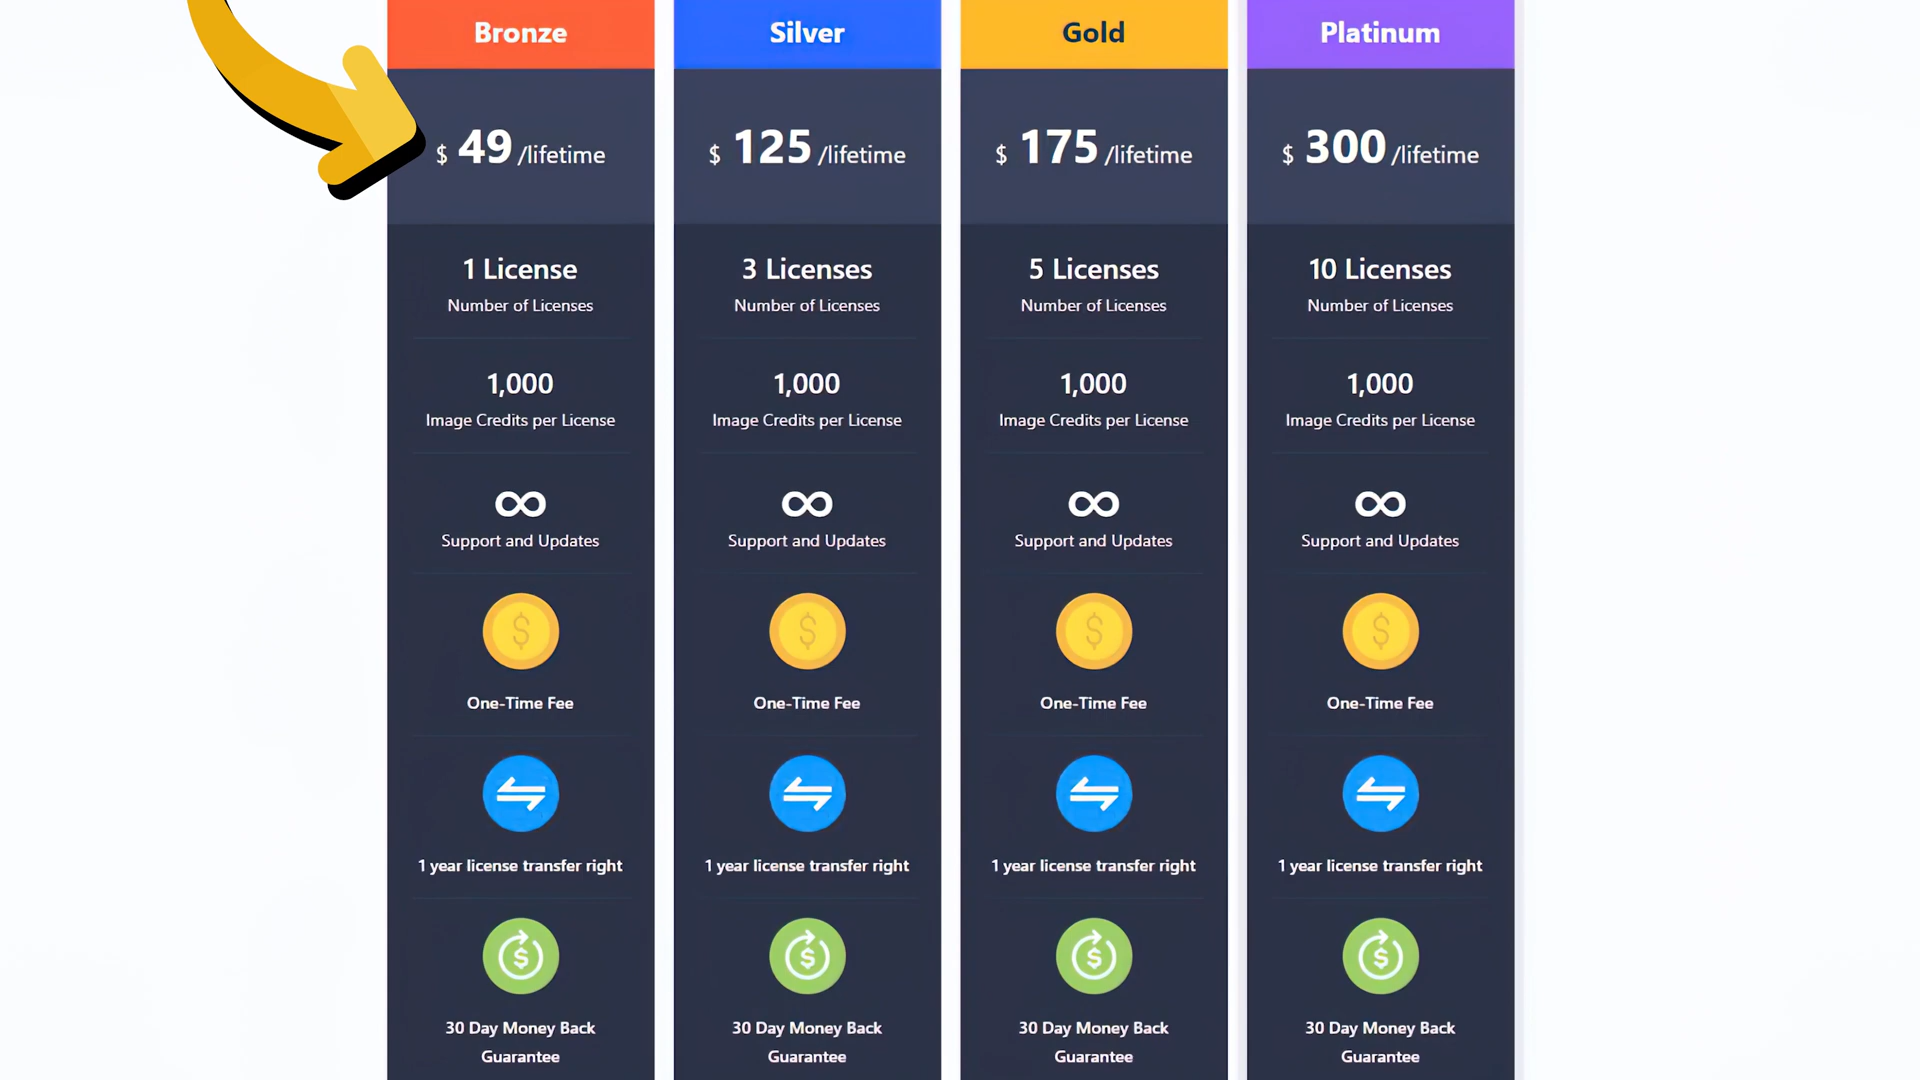 Bronze
$ 49 /lifetime
1 License
Number of Licenses
1,000
Image Credits per License
∞
Support and Updates
$
One-Time Fee
1 year license transfer right
$
30 Day Money Back
Guarantee
Silver
$ 125 /lifetime
3 Licenses
Number of Licenses
1,000
Image Credits per License
∞
Support and Updates
$
One-Time Fee
1 year license transfer right
$
30 Day Money Back
Guarantee
Gold
$ 175 /lifetime
5 Licenses
Number of Licenses
1,000
Image Credits per License
∞
Support and Updates
$
One-Time Fee
1 year license transfer right
$
30 Day Money Back
Guarantee
Platinum
$ 300 /lifetime
10 Licenses
Number of Licenses
1,000
Image Credits per License
∞
Support and Updates
$
One-Time Fee
1 year license transfer right
$
30 Day Money Back
Guarantee